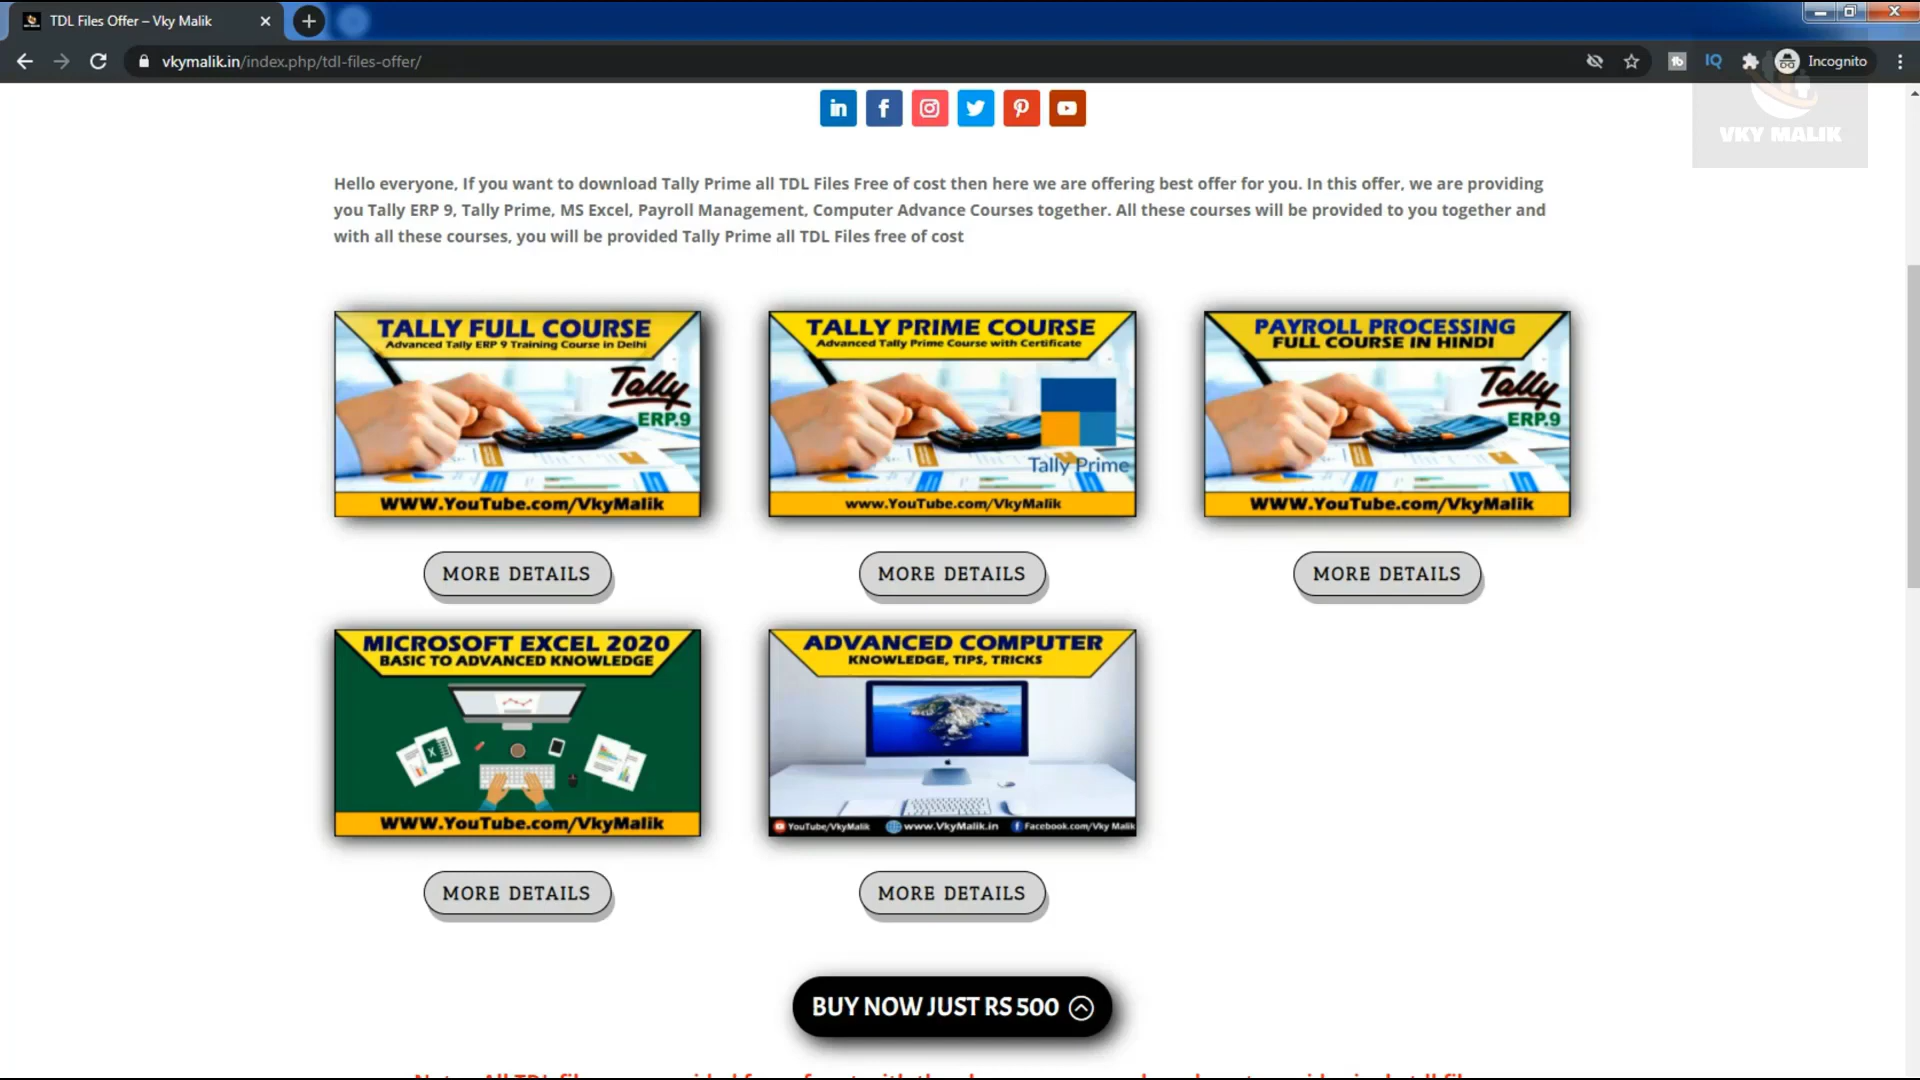 TDL Files Offer – Vky Malik
vkymalik.in/index.php/tdl-files-offer/
Incognito
VKY MALIK
Hello everyone, If you want to download Tally Prime all TDL Files Free of cost then here we are offering best offer for you. In this offer, we are providing
you Tally ERP 9, Tally Prime, MS Excel, Payroll Management, Computer Advance Courses together. All these courses will be provided to you together and
with all these courses, you will be provided Tally Prime all TDL Files free of cost
TALLY FULL COURSE
Advanced Tally ERP 9 Training Course in Delhi
Tally
ERP.9
WWW.YouTube.com/VkyMalik
TALLY PRIME COURSE
Advanced Tally Prime Course with Certificate
Tally Prime
www.YouTube.com/VkyMalik
PAYROLL PROCESSING
FULL COURSE IN HINDI
Tally
ERP.9
WWW.YouTube.com/VkyMalik
MORE DETAILS
MORE DETAILS
MORE DETAILS
MICROSOFT EXCEL 2020
BASIC TO ADVANCED KNOWLEDGE
WWW.YouTube.com/VkyMalik
ADVANCED COMPUTER
KNOWLEDGE, TIPS, TRICKS
YouTube/VkyMalik www.VkyMalik.in Facebook.com/Vky Malik
MORE DETAILS
MORE DETAILS
BUY NOW JUST RS 500